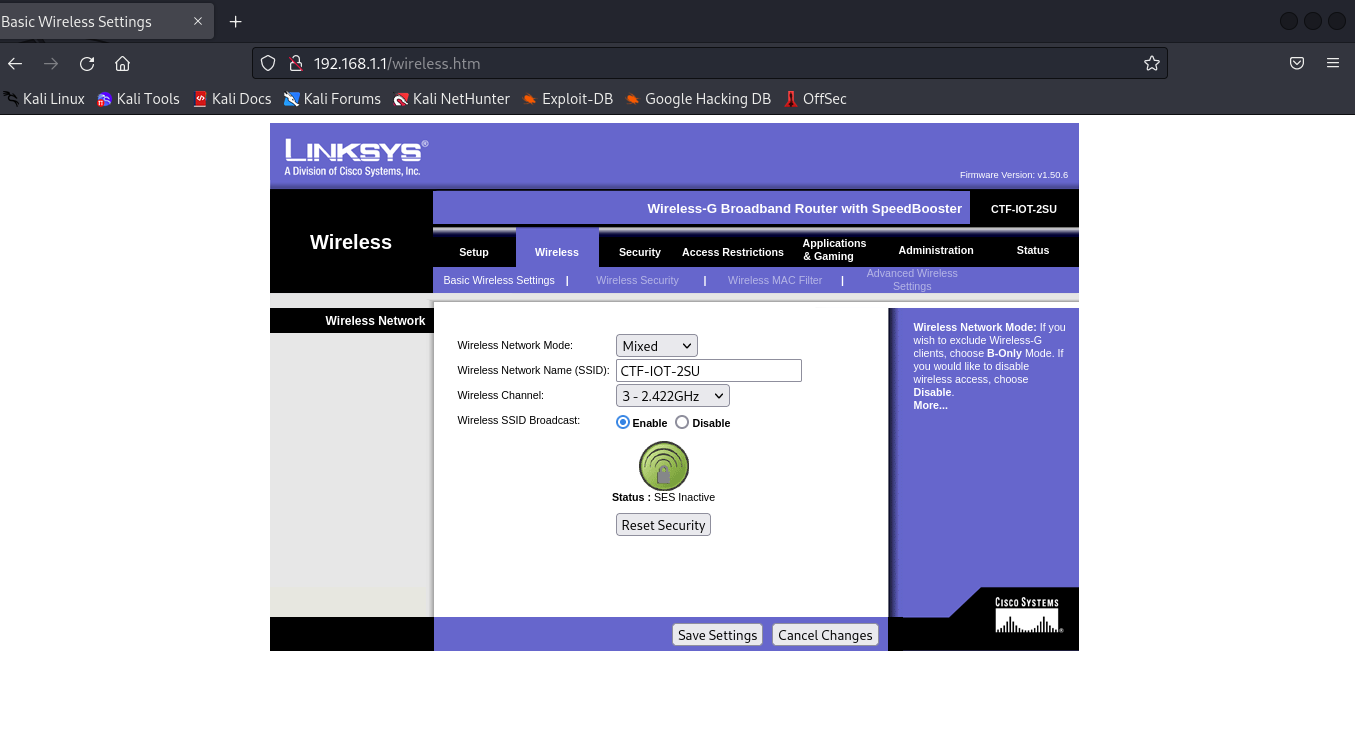 Basic Wireless Settings
192.168.1.1/wireless.htm
Kali Linux Kali Tools Kali Docs Kali Forums Kali NetHunter Exploit-DB Google Hacking DB OffSec
LINKSYS®
A Division of Cisco Systems, Inc.
Firmware Version: v1.50.6
Wireless-G Broadband Router with SpeedBooster CTF-IOT-2SU
Wireless
Setup Wireless Security Access Restrictions Applications & Gaming Administration Status
Basic Wireless Settings | Wireless Security | Wireless MAC Filter | Advanced Wireless Settings
Wireless Network
Wireless Network Mode: Mixed
Wireless Network Name (SSID): CTF-IOT-2SU
Wireless Channel: 3 - 2.422GHz
Wireless SSID Broadcast: Enable Disable
Status : SES Inactive
Reset Security
Wireless Network Mode: If you
wish to exclude Wireless-G
clients, choose B-Only Mode. If
you would like to disable
wireless access, choose
Disable.
More...
CISCO SYSTEMS
®
Save Settings Cancel Changes